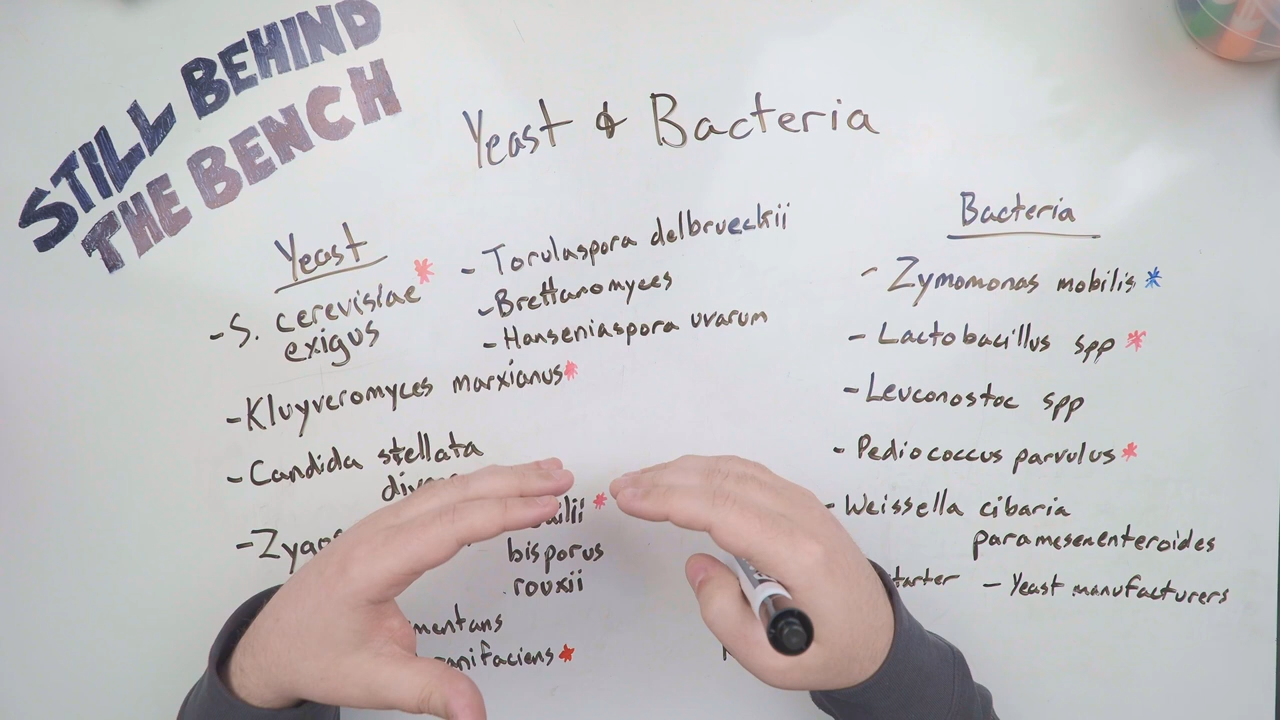 STILL BEHIND
THE BENCH
Yeast & Bacteria
Yeast
- S. cerevisiae *
exigus
- Kluyveromyces marxianus *
- Candida stellata
- Torulaspora delbrueckii
- Brettanomyces
- Hanseniaspora uvarum
*
bisporus
rouxii
*
Bacteria
- Zymomonas mobilis *
- Lactobacillus spp *
- Leuconostoc spp
- Pediococcus parvulus *
- Weissella cibaria
paramesenenteroides
- Yeast manufacturers